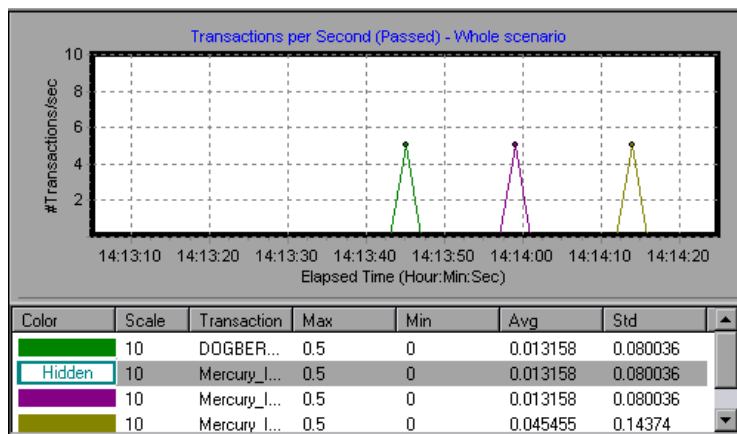 Transactions per Second (Passed) - Whole scenario
10
8
6
4
2
#Transactions/sec
14:13:10 14:13:20 14:13:30 14:13:40 14:13:50 14:14:00 14:14:10 14:14:20
Elapsed Time (Hour:Min:Sec)
Color Scale Transaction Max Min Avg Std
10 DOGBER... 0.5 0 0.013158 0.080036
Hidden 10 Mercury_I... 0.5 0 0.013158 0.080036
10 Mercury_I... 0.5 0 0.013158 0.080036
10 Mercury_I... 0.5 0 0.045455 0.14374